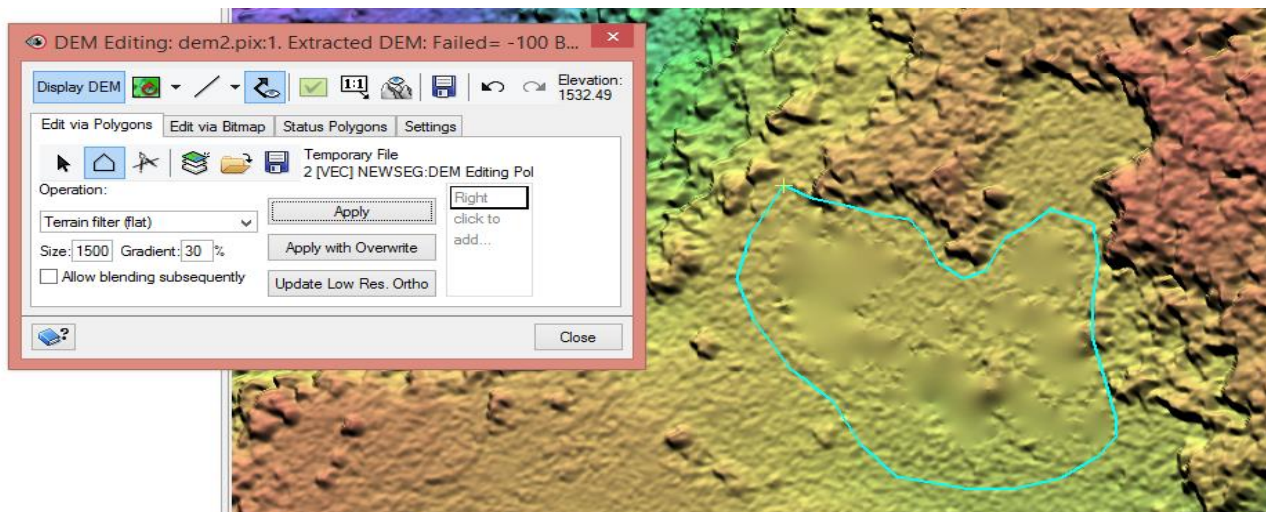 DEM Editing: dem2.pix:1. Extracted DEM: Failed= -100 B...
Display DEM
1:1
Elevation:
1532.49
Edit via Polygons Edit via Bitmap Status Polygons Settings
Temporary File
2 [VEC] NEWSEG:DEM Editing Pol
Operation:
Terrain filter (flat)
Size: 1500 Gradient: 30 %
Allow blending subsequently
Apply
Apply with Overwrite
Update Low Res. Ortho
Right
click to
add...
?
Close